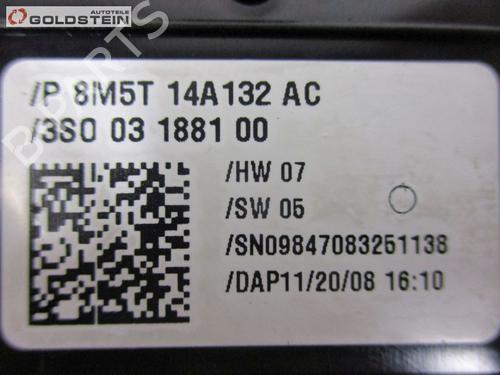 Autoteile
GOLDSTEIN
/P 8M5T 14A132 AC
/3S0 03 1881 00
/HW 07
/SW 05
/SN09847083251138
/DAP11/20/08 16:10